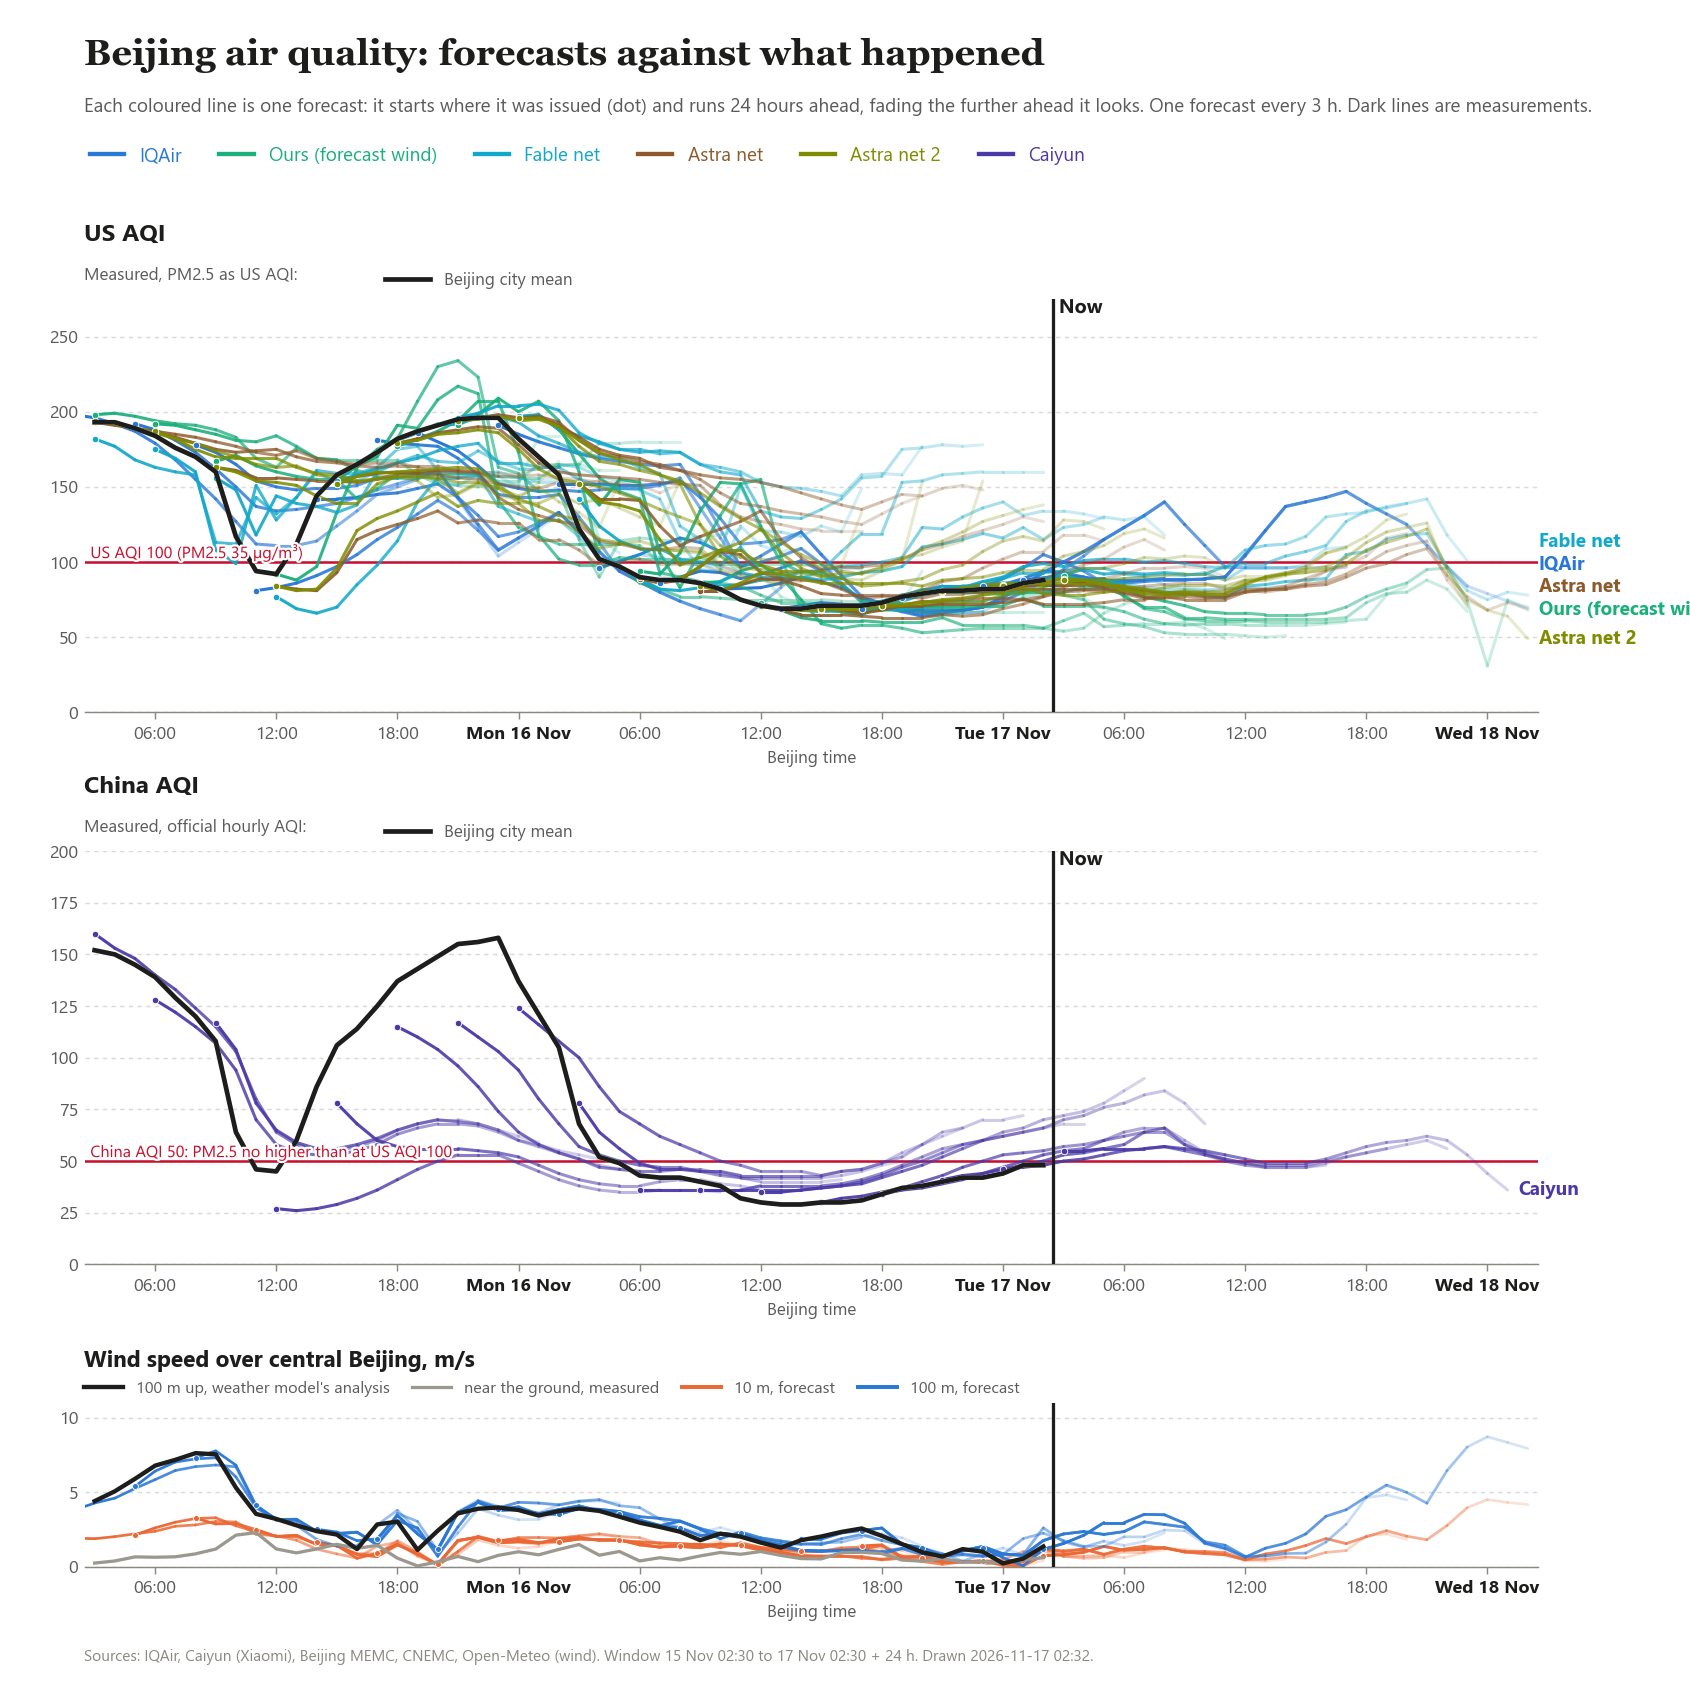 Beijing air quality: forecasts against what happened
Each coloured line is one forecast: it starts where it was issued (dot) and runs 24 hours ahead, fading the further ahead it looks. One forecast every 3 h. Dark lines are measurements.
IQAir Ours (forecast wind) Fable net Astra net Astra net 2 Caiyun
US AQI
Measured, PM2.5 as US AQI: Beijing city mean
Now
250
200
150
US AQI 100 (PM2.5 35 µg/m³)
100
50
0
Fable net
IQAir
Astra net
Ours (forecast wi
Astra net 2
06:00 12:00 18:00 Mon 16 Nov 06:00 12:00 18:00 Tue 17 Nov 06:00 12:00 18:00 Wed 18 Nov
Beijing time
China AQI
Measured, official hourly AQI: Beijing city mean
Now
200
175
150
125
100
75
China AQI 50: PM2.5 no higher than at US AQI 100
50
Caiyun
25
0
06:00 12:00 18:00 Mon 16 Nov 06:00 12:00 18:00 Tue 17 Nov 06:00 12:00 18:00 Wed 18 Nov
Beijing time
Wind speed over central Beijing, m/s
100 m up, weather model's analysis near the ground, measured 10 m, forecast 100 m, forecast
10
5
0
06:00 12:00 18:00 Mon 16 Nov 06:00 12:00 18:00 Tue 17 Nov 06:00 12:00 18:00 Wed 18 Nov
Beijing time
Sources: IQAir, Caiyun (Xiaomi), Beijing MEMC, CNEMC, Open-Meteo (wind). Window 15 Nov 02:30 to 17 Nov 02:30 + 24 h. Drawn 2026-11-17 02:32.